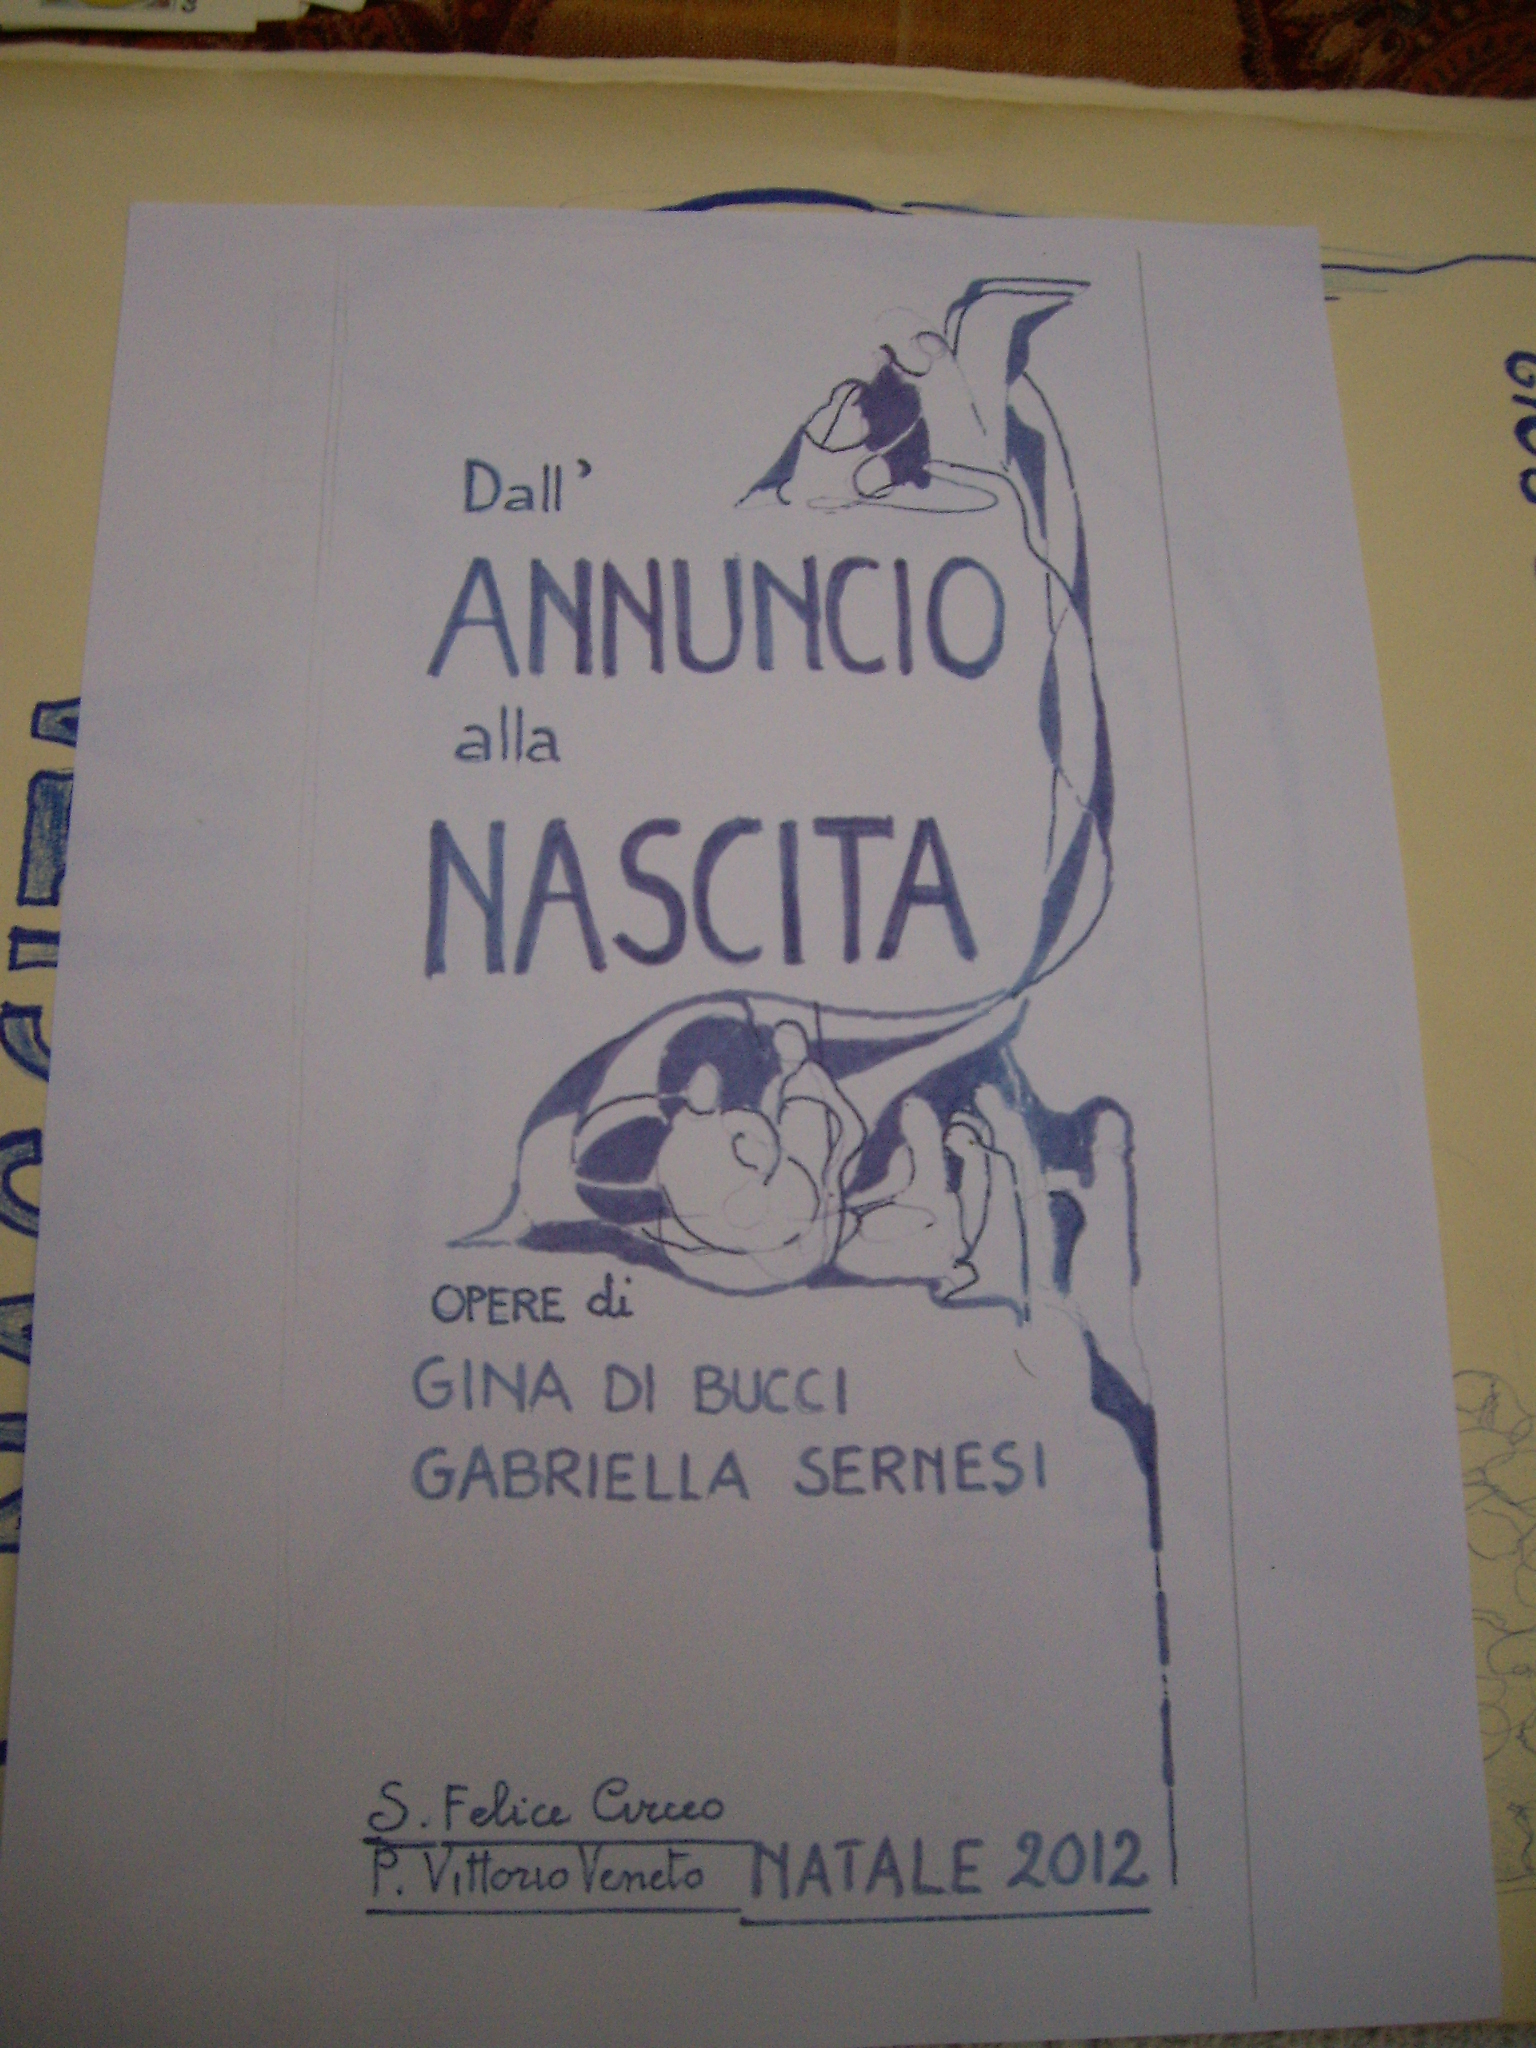 Dall'
ANNUNCIO
alla
NASCITA
OPERE di
GINA DI BUCCI
GABRIELLA SERNESI
S. Felice Circeo
P. Vittorio Veneto
NATALE 2012